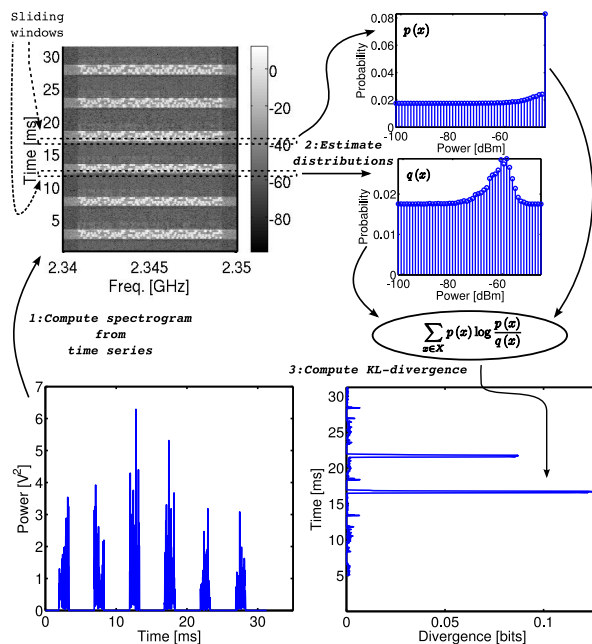 Sliding
windows
30
25
20
15
10
5
Time [ms]
2.34
2.345
2.35
Freq. [GHz]
0
-20
-40
-60
-80
0.08
0.06
0.04
0.02
0
Probability
p(x)
-100
-80
-60
Power [dBm]
2:Estimate
distributions
0.02
0.01
0
Probability
q(x)
-100
-80
-60
Power [dBm]
∑ p(x) log p(x)/q(x)
x∈X
1:Compute spectrogram
from
time series
3:Compute KL-divergence
7
6
5
4
3
2
1
0
Power [V²]
0
10
20
30
Time [ms]
30
25
20
15
10
5
Time [ms]
0
0.05
0.1
Divergence [bits]